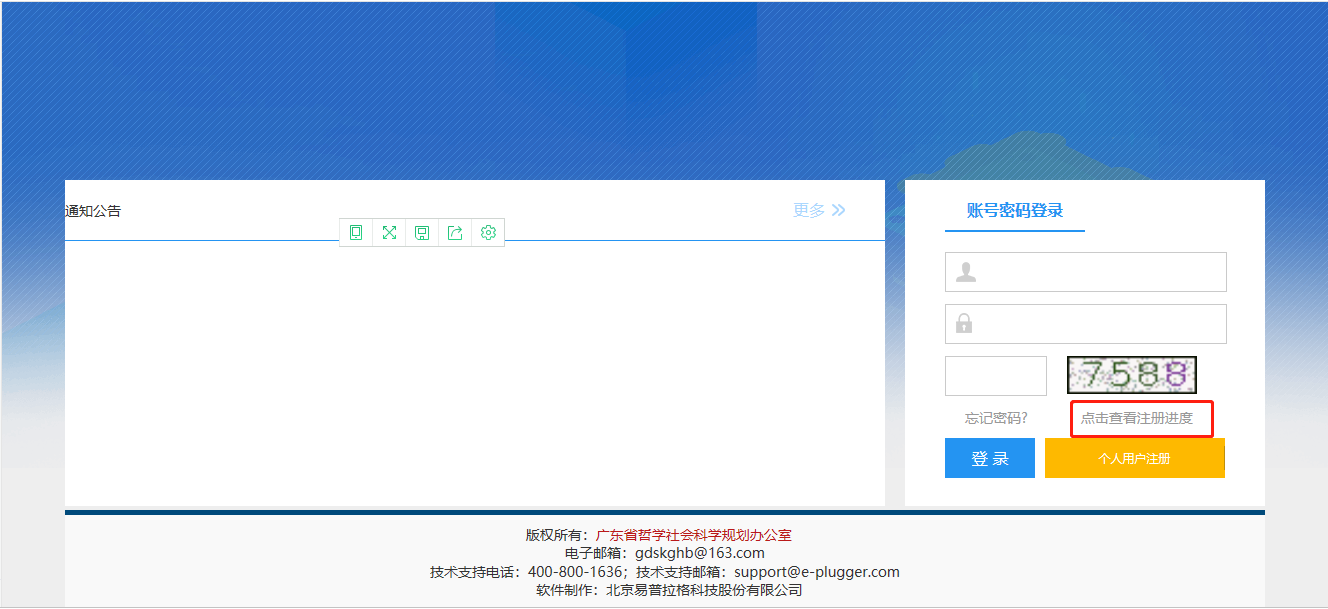 通知公告
更多
账号密码登录
7588
忘记密码?
点击查看注册进度
登 录
个人用户注册
版权所有：广东省哲学社会科学规划办公室
电子邮箱：gdskghb@163.com
技术支持电话：400-800-1636；技术支持邮箱：support@e-plugger.com
软件制作：北京易普拉格科技股份有限公司